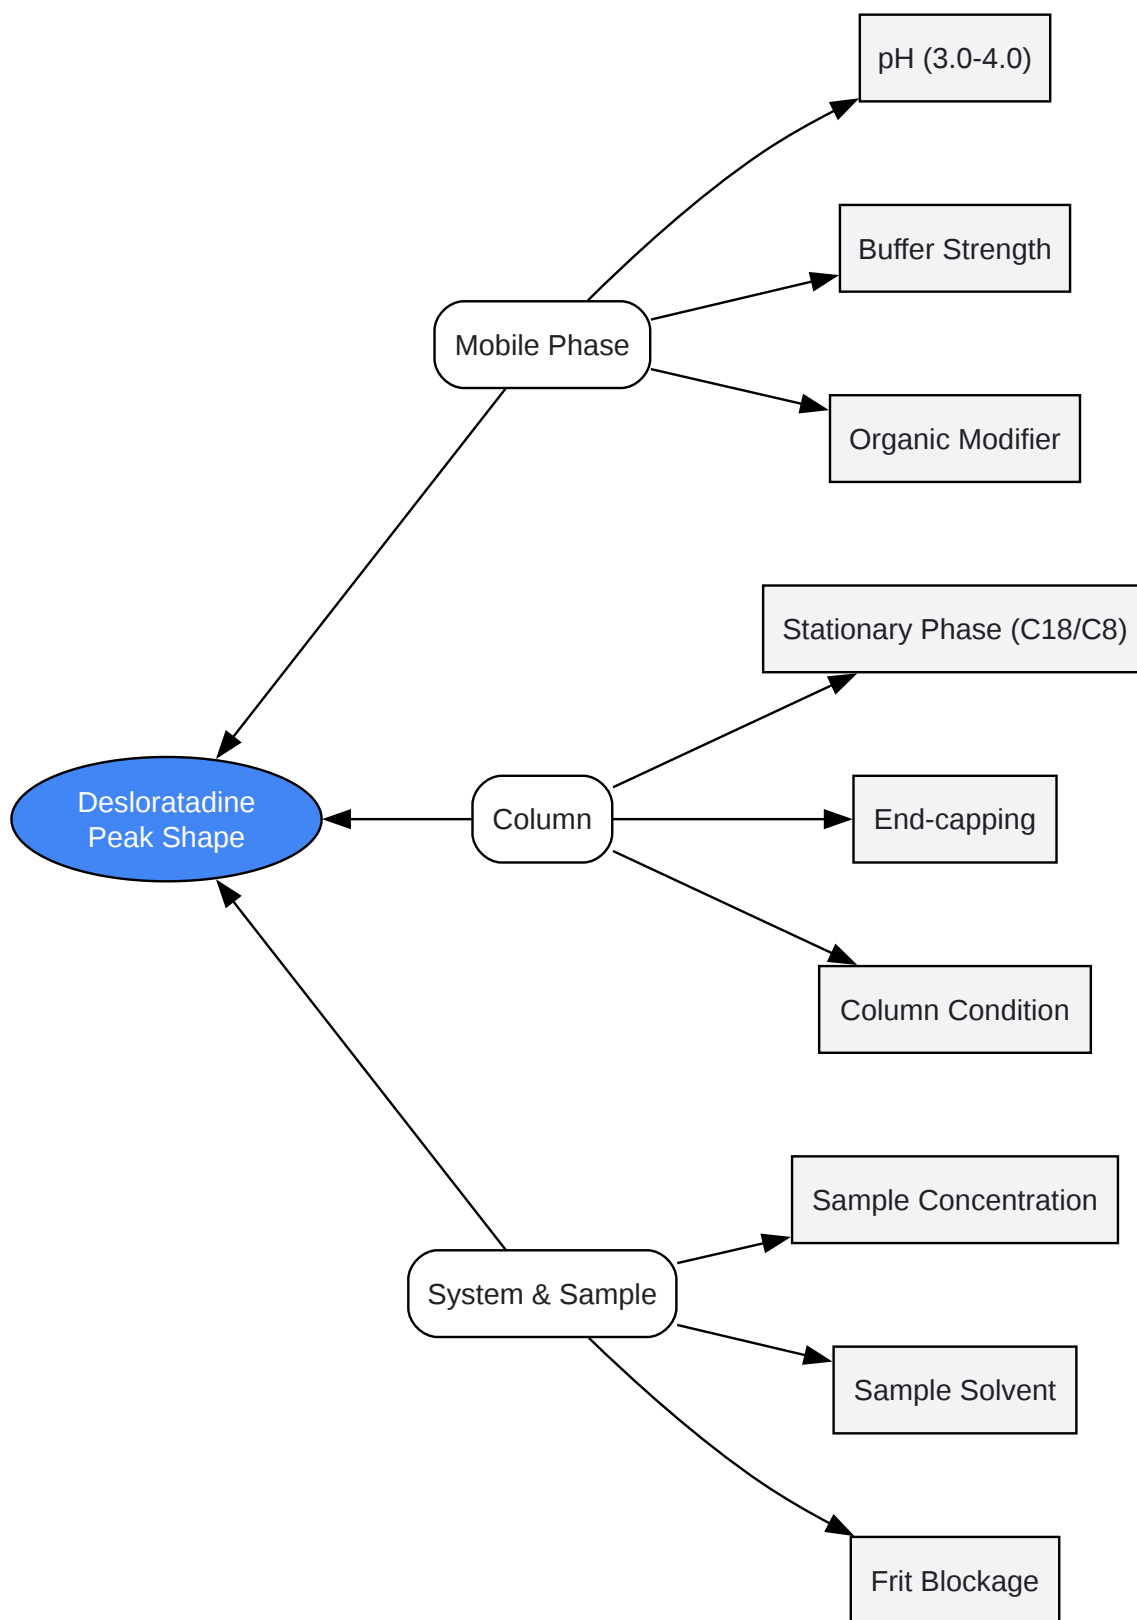 pH (3.0-4.0)
Buffer Strength
Mobile Phase
Organic Modifier
Stationary Phase (C18/C8)
Desloratadine
Peak Shape
Column
End-capping
Column Condition
Sample Concentration
System & Sample
Sample Solvent
Frit Blockage